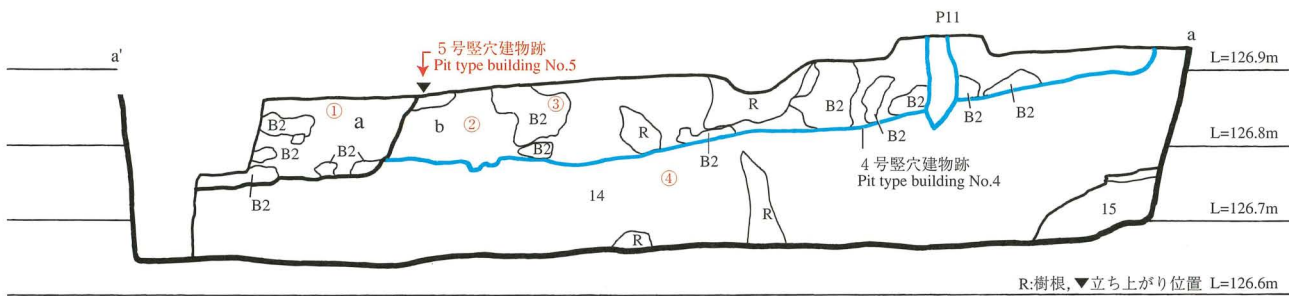 P11
a'
5号竪穴建物跡
Pit type building No.5
a
L=126.9m
①
③
B2
a
b
②
B2
R
B2
B2
B2
B2
R
B2
B2
B2
B2
L=126.8m
B2
B2
4号竪穴建物跡
Pit type building No.4
④
14
R
15
L=126.7m
R
R:樹根,▼立ち上がり位置 L=126.6m